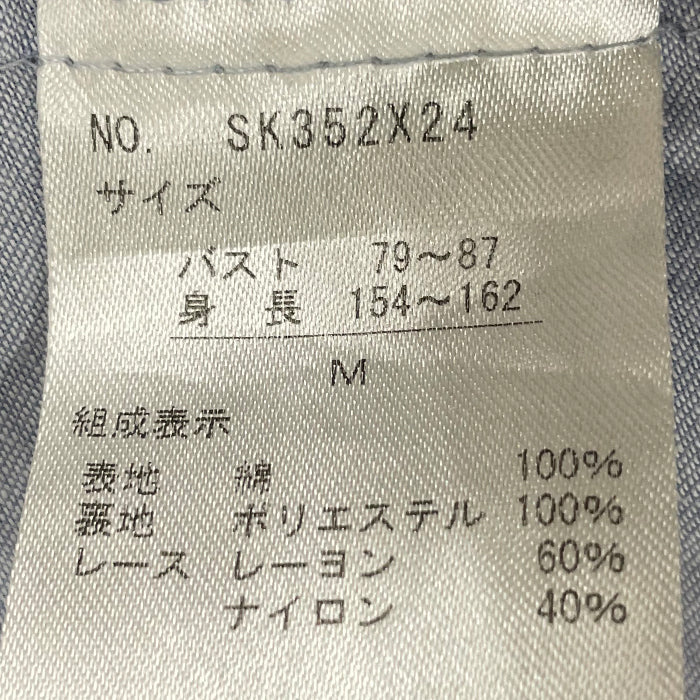 NO. SK352X24
サイズ
バスト 79〜87
身長 154〜162
M
組成表示
表地 綿 100%
裏地 ポリエステル 100%
レース レーヨン 60%
ナイロン 40%